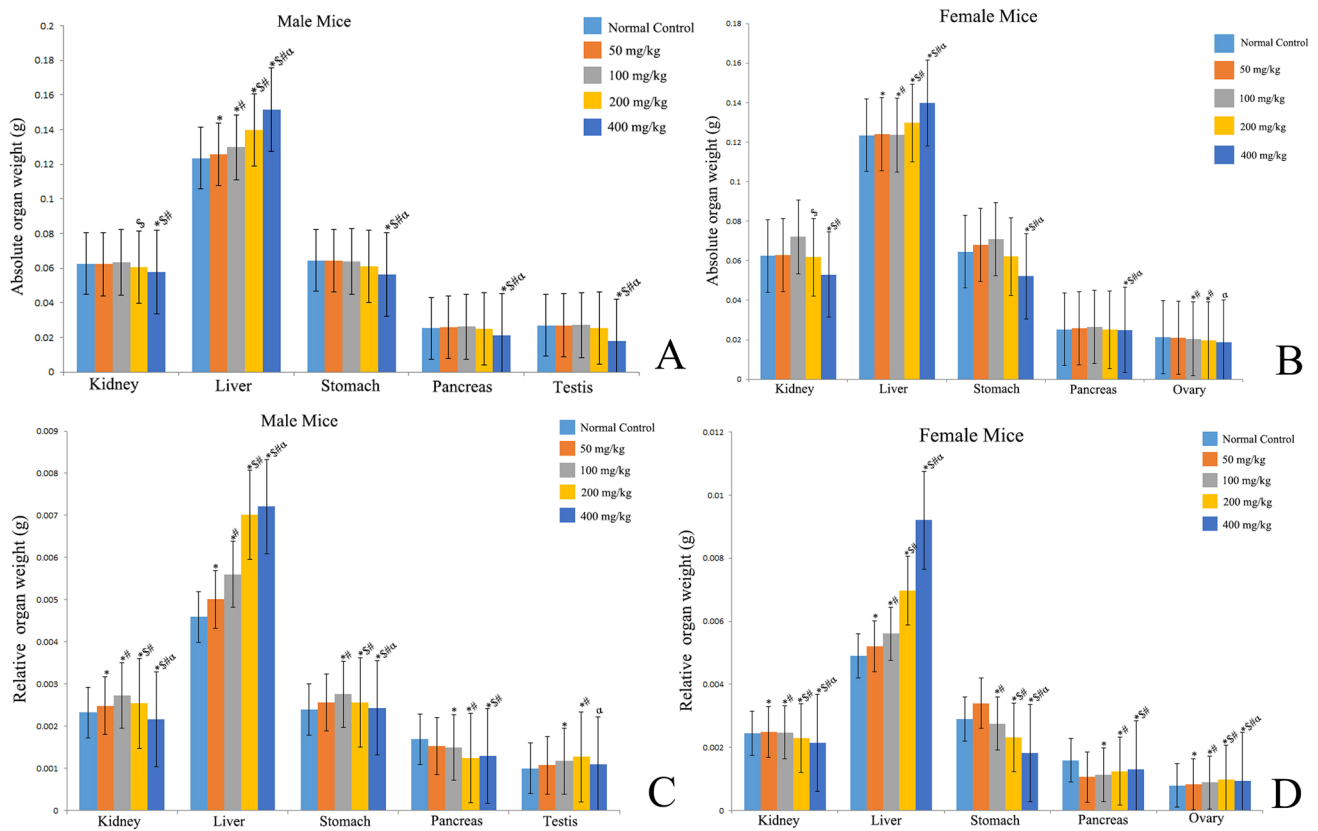 Male Mice
Absolute organ weight (g)
0.2
0.18
0.16
0.14
0.12
0.1
0.08
0.06
0.04
0.02
0
Normal Control
50 mg/kg
100 mg/kg
200 mg/kg
400 mg/kg
$
*$#
*
*#
*$#
*$#α
*$#α
*$#α
*$#α
Kidney
Liver
Stomach
Pancreas
Testis
A
Female Mice
Absolute organ weight (g)
0.18
0.16
0.14
0.12
0.1
0.08
0.06
0.04
0.02
0
Normal Control
50 mg/kg
100 mg/kg
200 mg/kg
400 mg/kg
$
*$#
*
*#
*$#
*$#α
*$#α
*$#α
*#
*#
α
Kidney
Liver
Stomach
Pancreas
Ovary
B
Male Mice
Relative organ weight (g)
0.009
0.008
0.007
0.006
0.005
0.004
0.003
0.002
0.001
0
Normal Control
50 mg/kg
100 mg/kg
200 mg/kg
400 mg/kg
*
*#
*$#
*$#α
*
*#
*$#
*$#α
*#
*$#
*$#α
*
*#
*$#
*
*#
α
Kidney
Liver
Stomach
Pancreas
Testis
C
Female Mice
Relative organ weight (g)
0.012
0.01
0.008
0.006
0.004
0.002
0
Normal Control
50 mg/kg
100 mg/kg
200 mg/kg
400 mg/kg
*
*#
*$#
*$#α
*
*#
*$#
*$#α
*#
*$#
*$#α
*
*#
*$#
*
*#
*$#
*$#α
Kidney
Liver
Stomach
Pancreas
Ovary
D